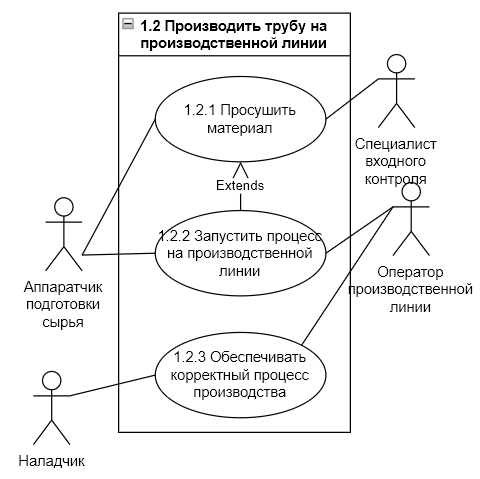 1.2 Производить трубу на
производственной линии
1.2.1 Просушить
материал
Специалист
входного
контроля
Extends
1.2.2 Запустить процесс
на производственной
линии
Аппаратчик
подготовки
сырья
Оператор
производственной
линии
1.2.3 Обеспечивать
корректный процесс
производства
Наладчик